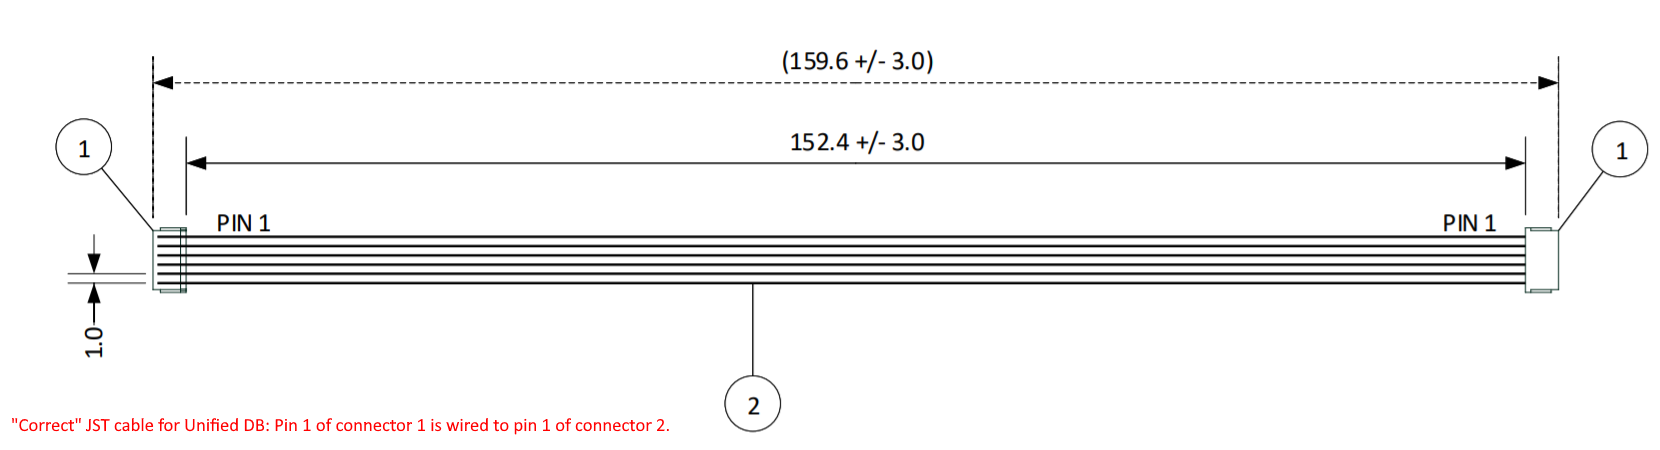 (159.6 +/- 3.0)
152.4 +/- 3.0
1
1
PIN 1
PIN 1
1.0
2
"Correct" JST cable for Unified DB: Pin 1 of connector 1 is wired to pin 1 of connector 2.